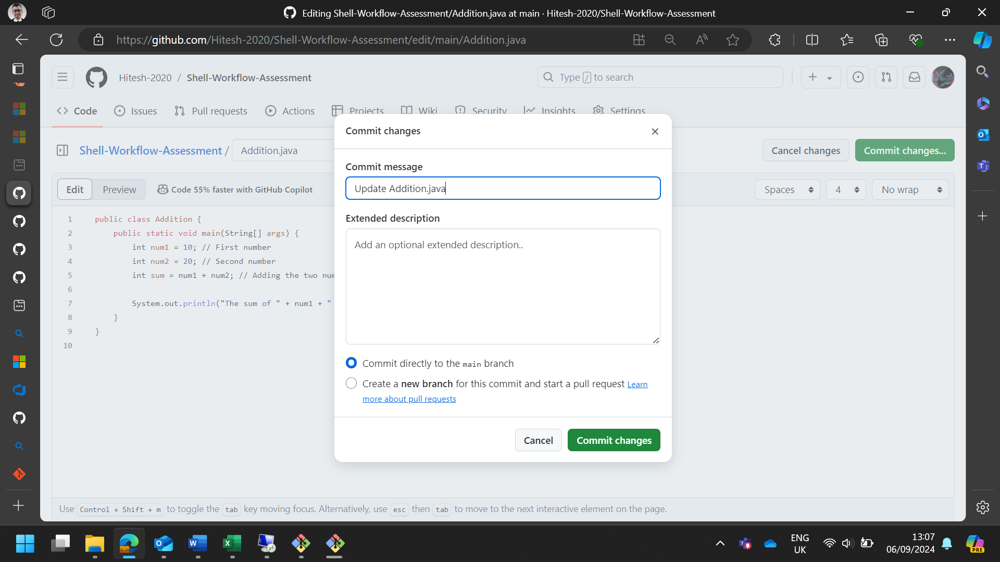 Editing Shell-Workflow-Assessment/Addition.java at main · Hitesh-2020/Shell-Workflow-Assessment
https://github.com/Hitesh-2020/Shell-Workflow-Assessment/edit/main/Addition.java
Hitesh-2020 / Shell-Workflow-Assessment
Type / to search
Code Issues Pull requests Actions Projects Wiki Security Insights Settings
Commit changes
Shell-Workflow-Assessment / Addition.java
Cancel changes Commit changes...
Commit message
Update Addition.java
Edit Preview Code 55% faster with GitHub Copilot
Spaces 4 No wrap
Extended description
Add an optional extended description..
1 public class Addition {
2 public static void main(String[] args) {
3 int num1 = 10; // First number
4 int num2 = 20; // Second number
5 int sum = num1 + num2; // Adding the two num
6
7 System.out.println("The sum of " + num1 + "
8 }
9 }
10
Commit directly to the main branch
Create a new branch for this commit and start a pull request Learn
more about pull requests
Cancel Commit changes
Use Control + Shift + m to toggle the tab key moving focus. Alternatively, use esc then tab to move to the next interactive element on the page.
ENG
UK
13:07
06/09/2024
PRE